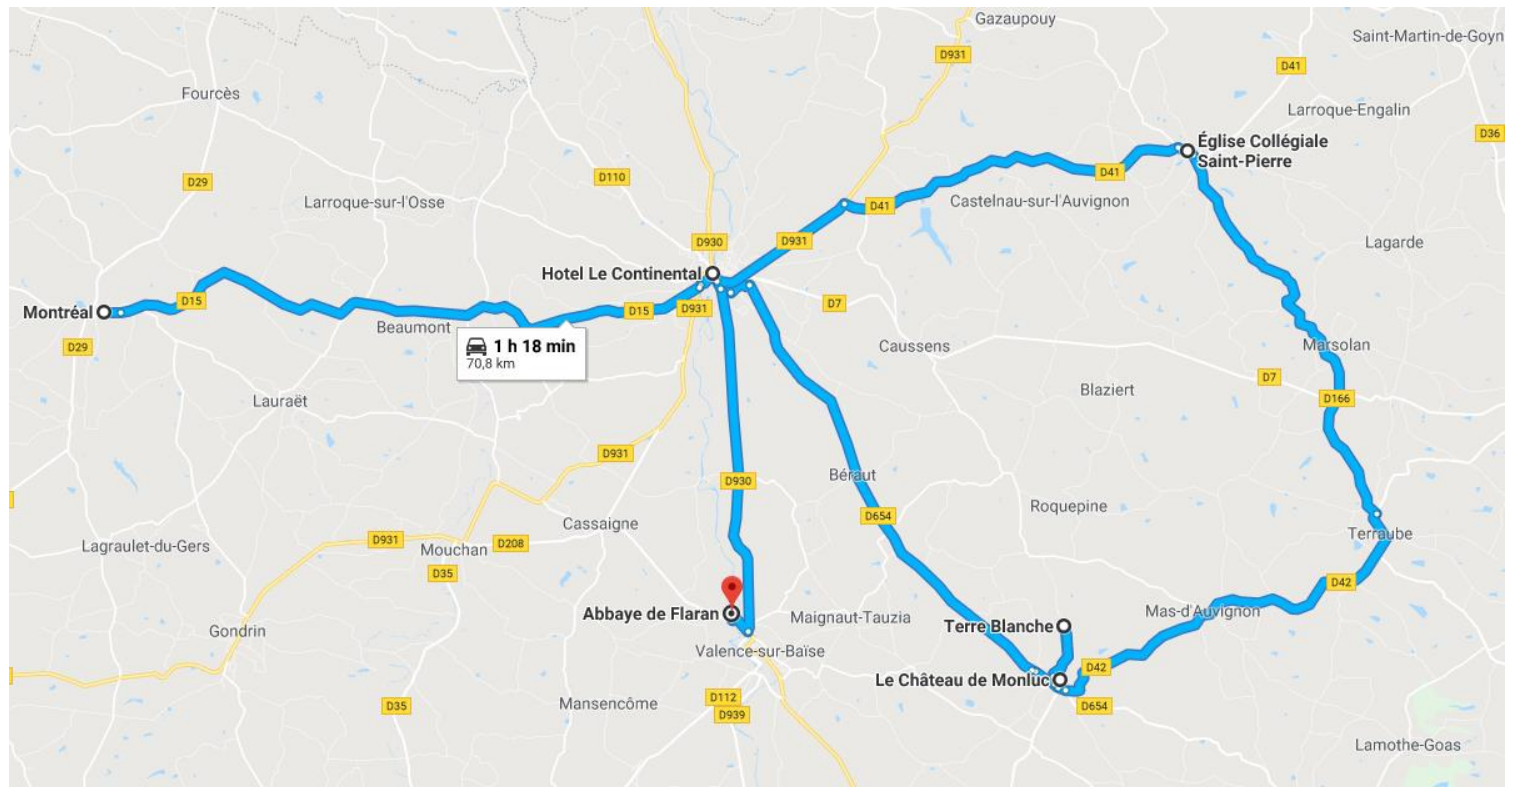 Gazaupouy
Saint-Martin-de-Goyn
D931
D41
Fourcès
Larroque-Engalin
D36
Église Collégiale
Saint-Pierre
D41
D110
D29
Larroque-sur-l'Osse
Castelnau-sur-l'Auvignon
D41
D930
D931
Lagarde
Hotel Le Continental
D15
D7
Montréal
D15
D931
Beaumont
1 h 18 min
70,8 km
D29
Caussens
Marsolan
D7
Blaziert
Lauraët
D166
D931
Béraut
D930
Roquepine
D654
Cassaigne
Terraube
D931
D208
Lagraulet-du-Gers
Mouchan
D35
D42
Abbaye de Flaran
Maignaut-Tauzia
Mas-d'Auvignon
Gondrin
Terre Blanche
Valence-sur-Baïse
D42
Le Château de Monluc
D112
D35
Mansencôme
D654
D939
Lamothe-Goas